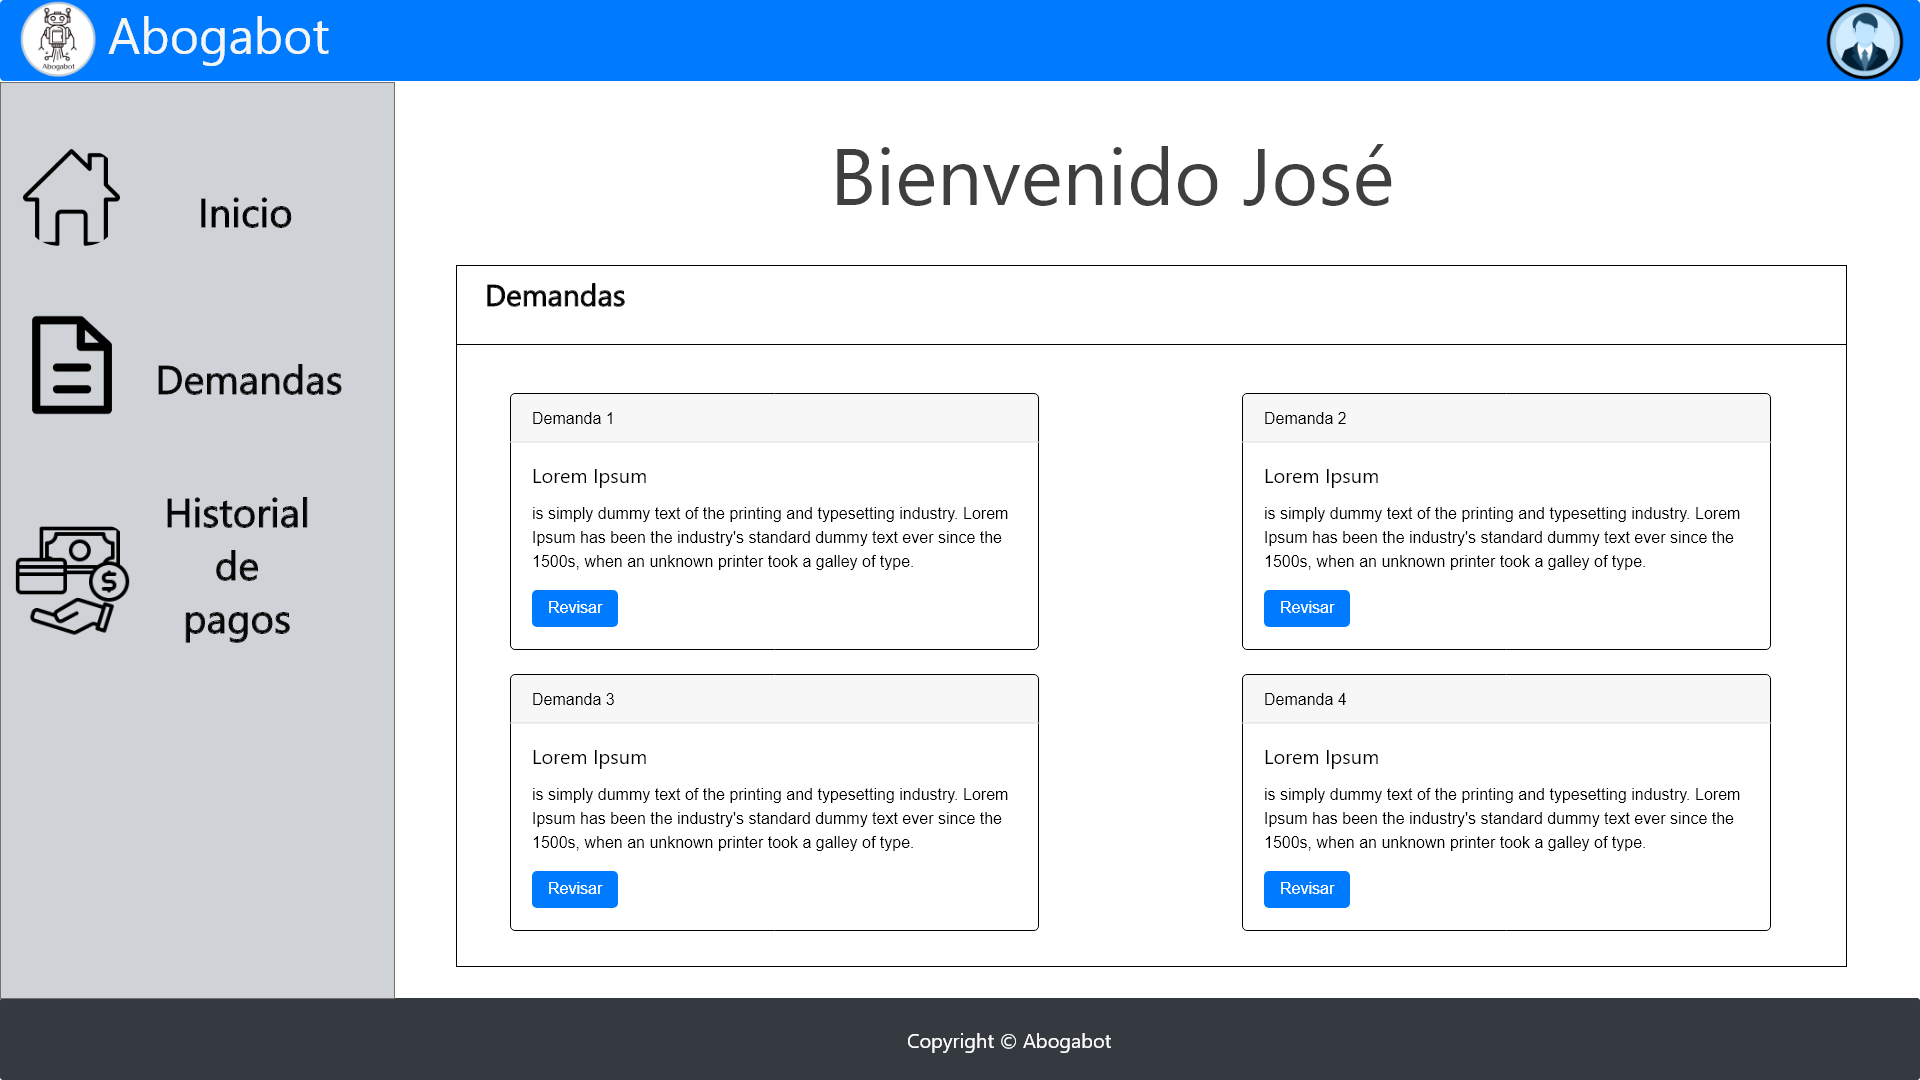 Abogabot
Abogabot
Inicio
Demandas
Historial
de
pagos
Bienvenido José
Demandas
Demanda 1
Lorem Ipsum
is simply dummy text of the printing and typesetting industry. Lorem
Ipsum has been the industry's standard dummy text ever since the
1500s, when an unknown printer took a galley of type.
Revisar
Demanda 2
Lorem Ipsum
is simply dummy text of the printing and typesetting industry. Lorem
Ipsum has been the industry's standard dummy text ever since the
1500s, when an unknown printer took a galley of type.
Revisar
Demanda 3
Lorem Ipsum
is simply dummy text of the printing and typesetting industry. Lorem
Ipsum has been the industry's standard dummy text ever since the
1500s, when an unknown printer took a galley of type.
Revisar
Demanda 4
Lorem Ipsum
is simply dummy text of the printing and typesetting industry. Lorem
Ipsum has been the industry's standard dummy text ever since the
1500s, when an unknown printer took a galley of type.
Revisar
Copyright © Abogabot